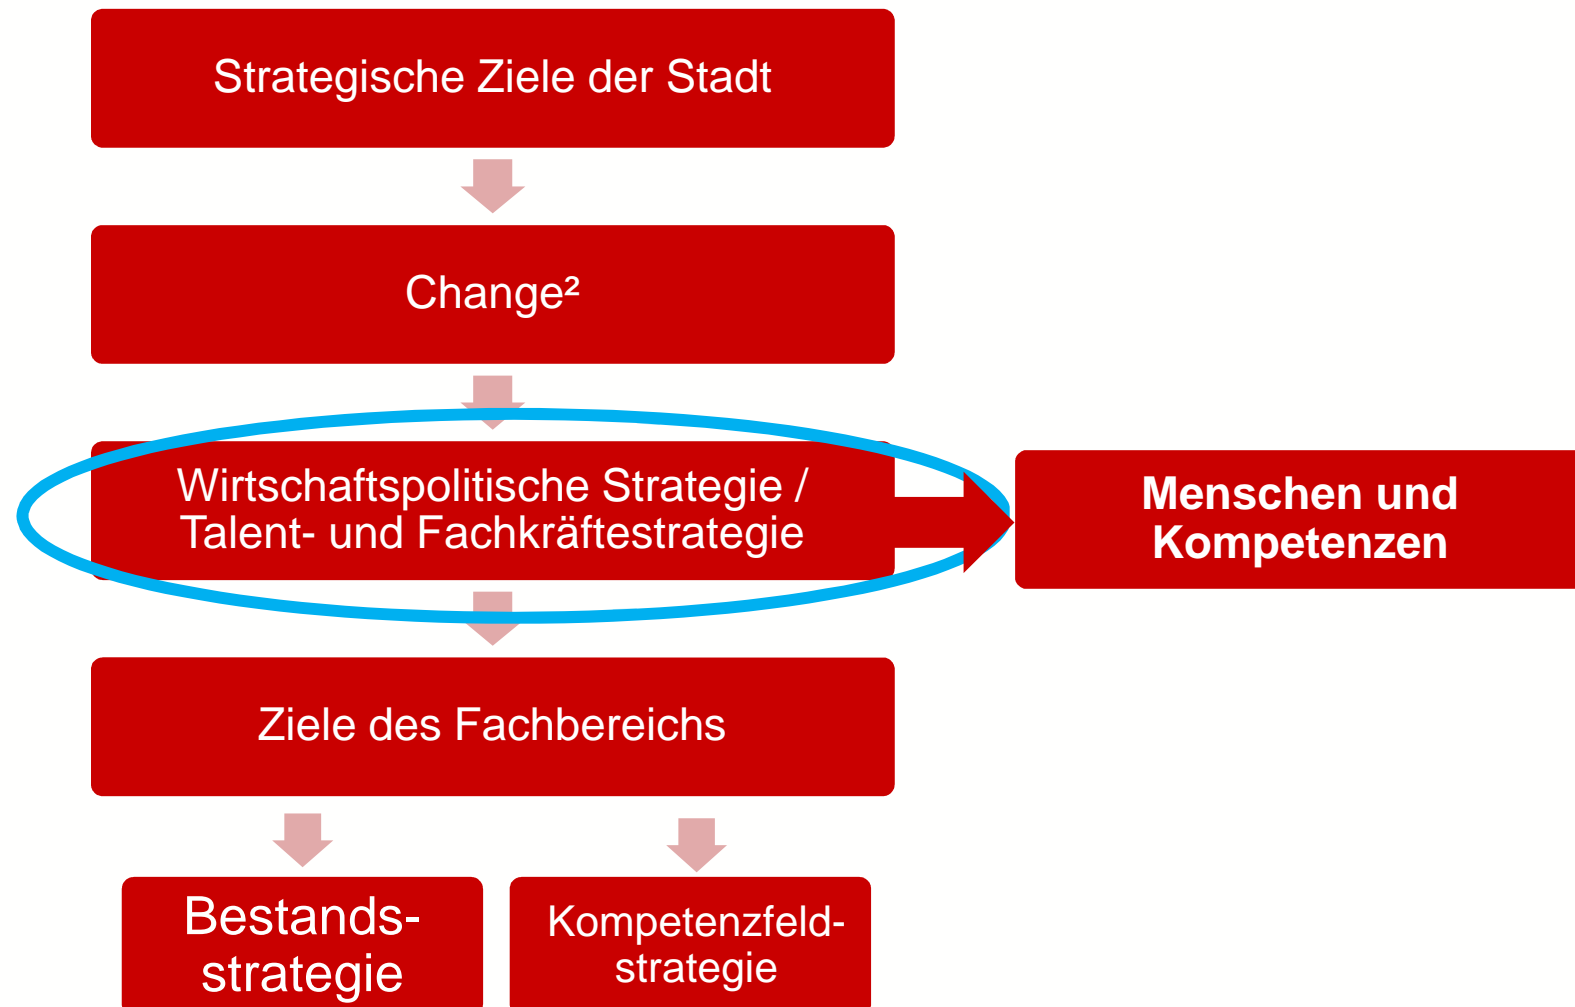 Strategische Ziele der Stadt
Change²
Wirtschaftspolitische Strategie /
Talent- und Fachkräftestrategie
Menschen und
Kompetenzen
Ziele des Fachbereichs
Bestands-
strategie
Kompetenzfeld-
strategie